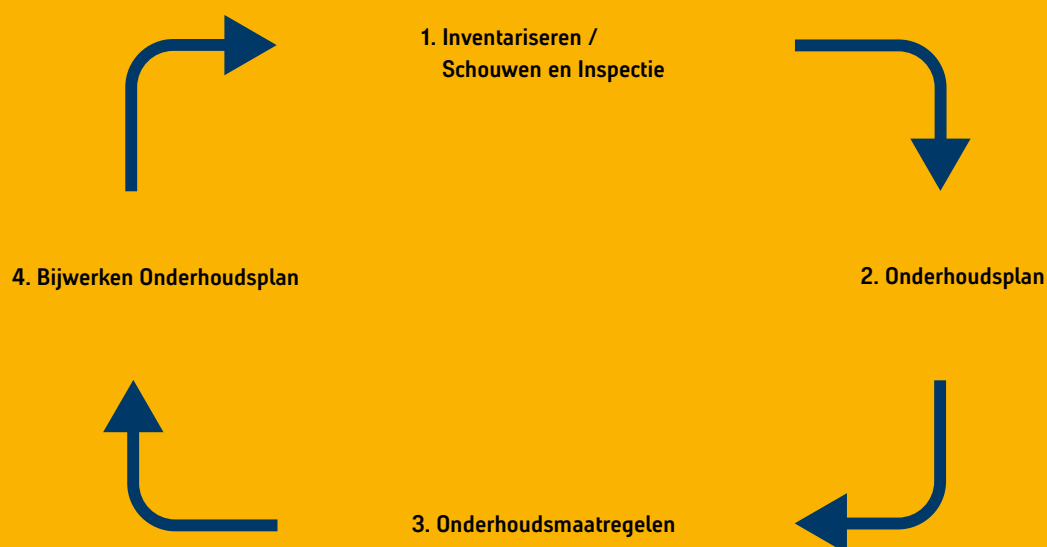 1. Inventariseren /
Schouwen en Inspectie
2. Onderhoudsplan
3. Onderhoudsmaatregelen
4. Bijwerken Onderhoudsplan